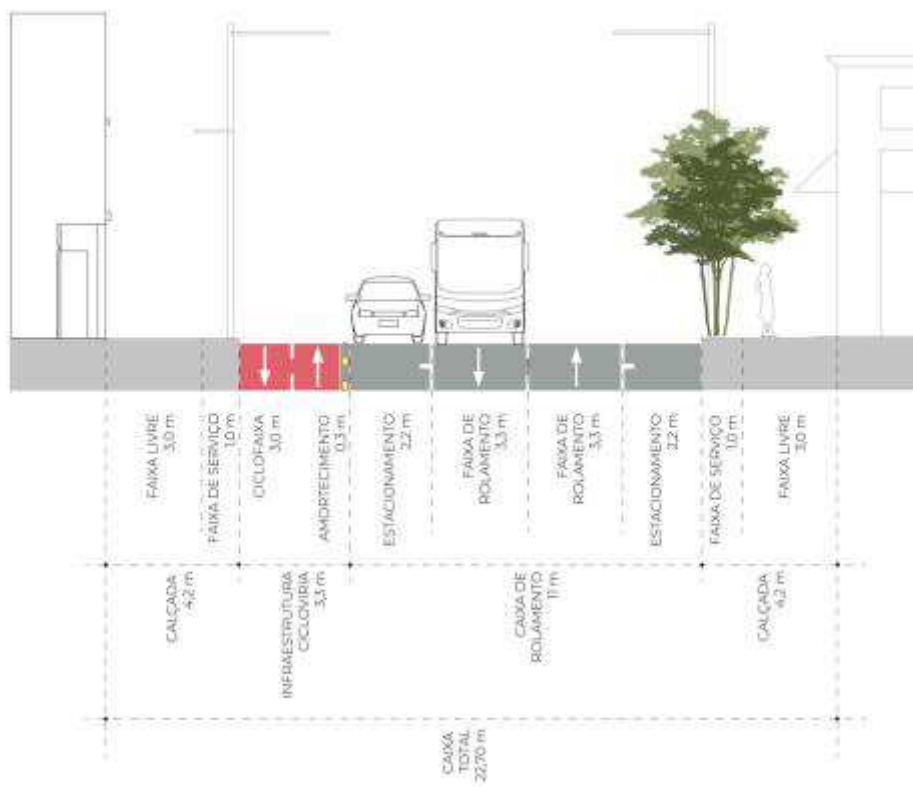 FAIXA LIVRE
3,0 m
FAIXA DE SERVIÇO
1,0 m
CICLOFAIXA
3,0 m
AMORTECIMENTO
0,3 m
ESTACIONAMENTO
2,2 m
FAIXA DE
ROLAMENTO
3,3 m
FAIXA DE
ROLAMENTO
3,3 m
ESTACIONAMENTO
2,2 m
FAIXA DE SERVIÇO
1,0 m
FAIXA LIVRE
3,0 m
CALÇADA
4,2 m
INFRAESTRUTURA
CICLOVIRIA
3,3 m
CAIXA DE
ROLAMENTO
11 m
CALÇADA
4,2 m
CAIXA
TOTAL
22,70 m